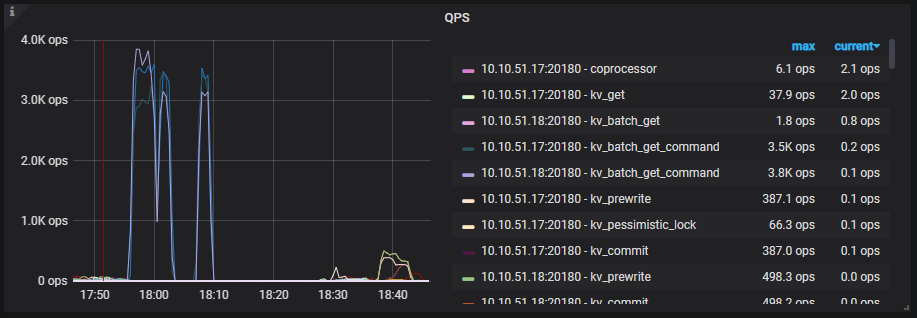 i
QPS
4.0K ops
3.0K ops
2.0K ops
1.0K ops
0 ops
17:50
18:00
18:10
18:20
18:30
18:40
max current
10.10.51.17:20180 - coprocessor 6.1 ops 2.1 ops
10.10.51.17:20180 - kv_get 37.9 ops 2.0 ops
10.10.51.18:20180 - kv_batch_get 1.8 ops 0.8 ops
10.10.51.17:20180 - kv_batch_get_command 3.5K ops 0.2 ops
10.10.51.18:20180 - kv_batch_get_command 3.8K ops 0.1 ops
10.10.51.17:20180 - kv_prewrite 387.1 ops 0.1 ops
10.10.51.17:20180 - kv_pessimistic_lock 66.3 ops 0.1 ops
10.10.51.17:20180 - kv_commit 387.0 ops 0.1 ops
10.10.51.18:20180 - kv_prewrite 498.3 ops 0.0 ops
10.10.51.18:20180 - kv_commit 498.2 ops 0.0 ops